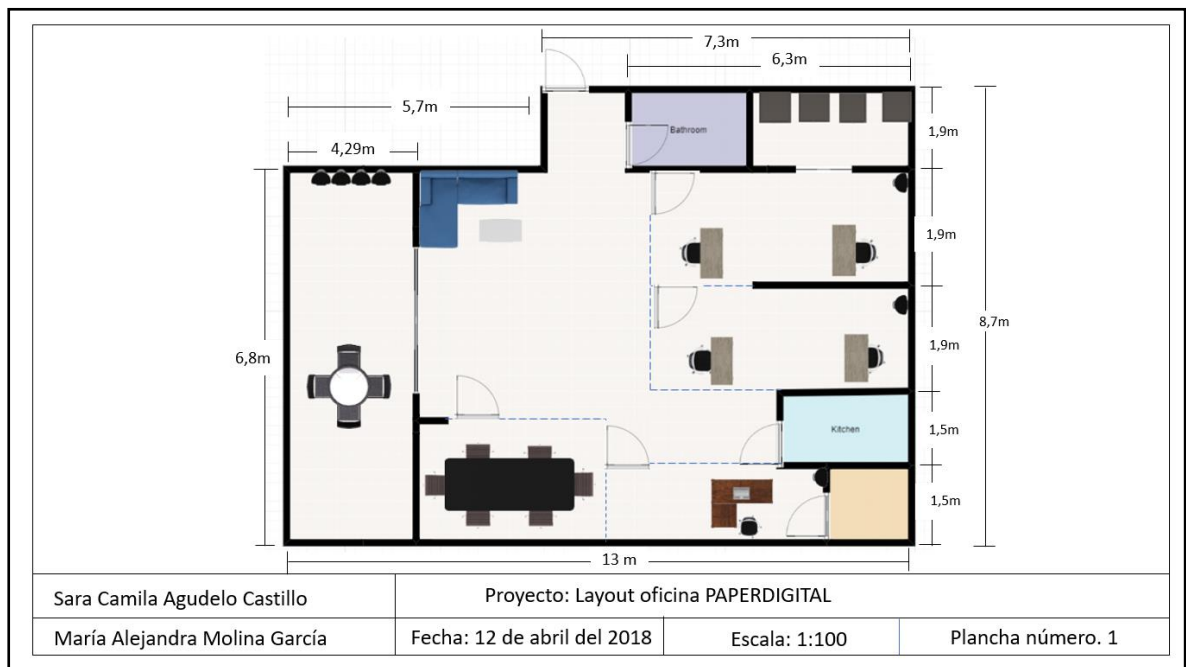 7,3m
6,3m
5,7m
4,29m
Bathroom
1,9m
1,9m
8,7m
6,8m
1,9m
Kitchen
1,5m
1,5m
13 m
Sara Camila Agudelo Castillo
Proyecto: Layout oficina PAPERDIGITAL
María Alejandra Molina García
Fecha: 12 de abril del 2018
Escala: 1:100
Plancha número. 1